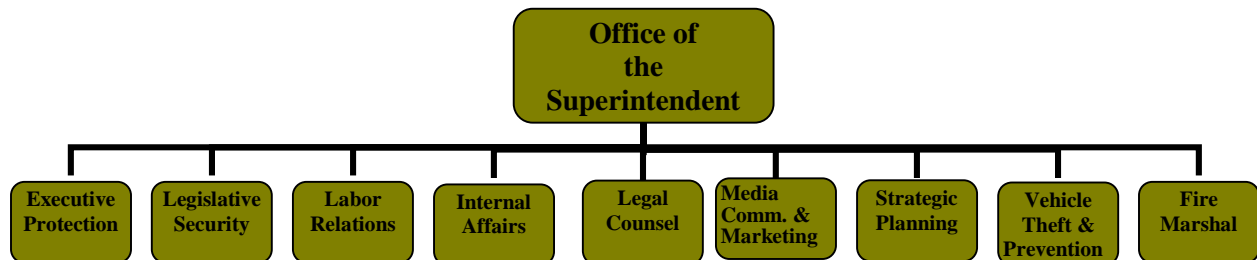 Office of
the
Superintendent
Executive
Protection
Legislative
Security
Labor
Relations
Internal
Affairs
Legal
Counsel
Media
Comm. &
Marketing
Strategic
Planning
Vehicle
Theft &
Prevention
Fire
Marshal